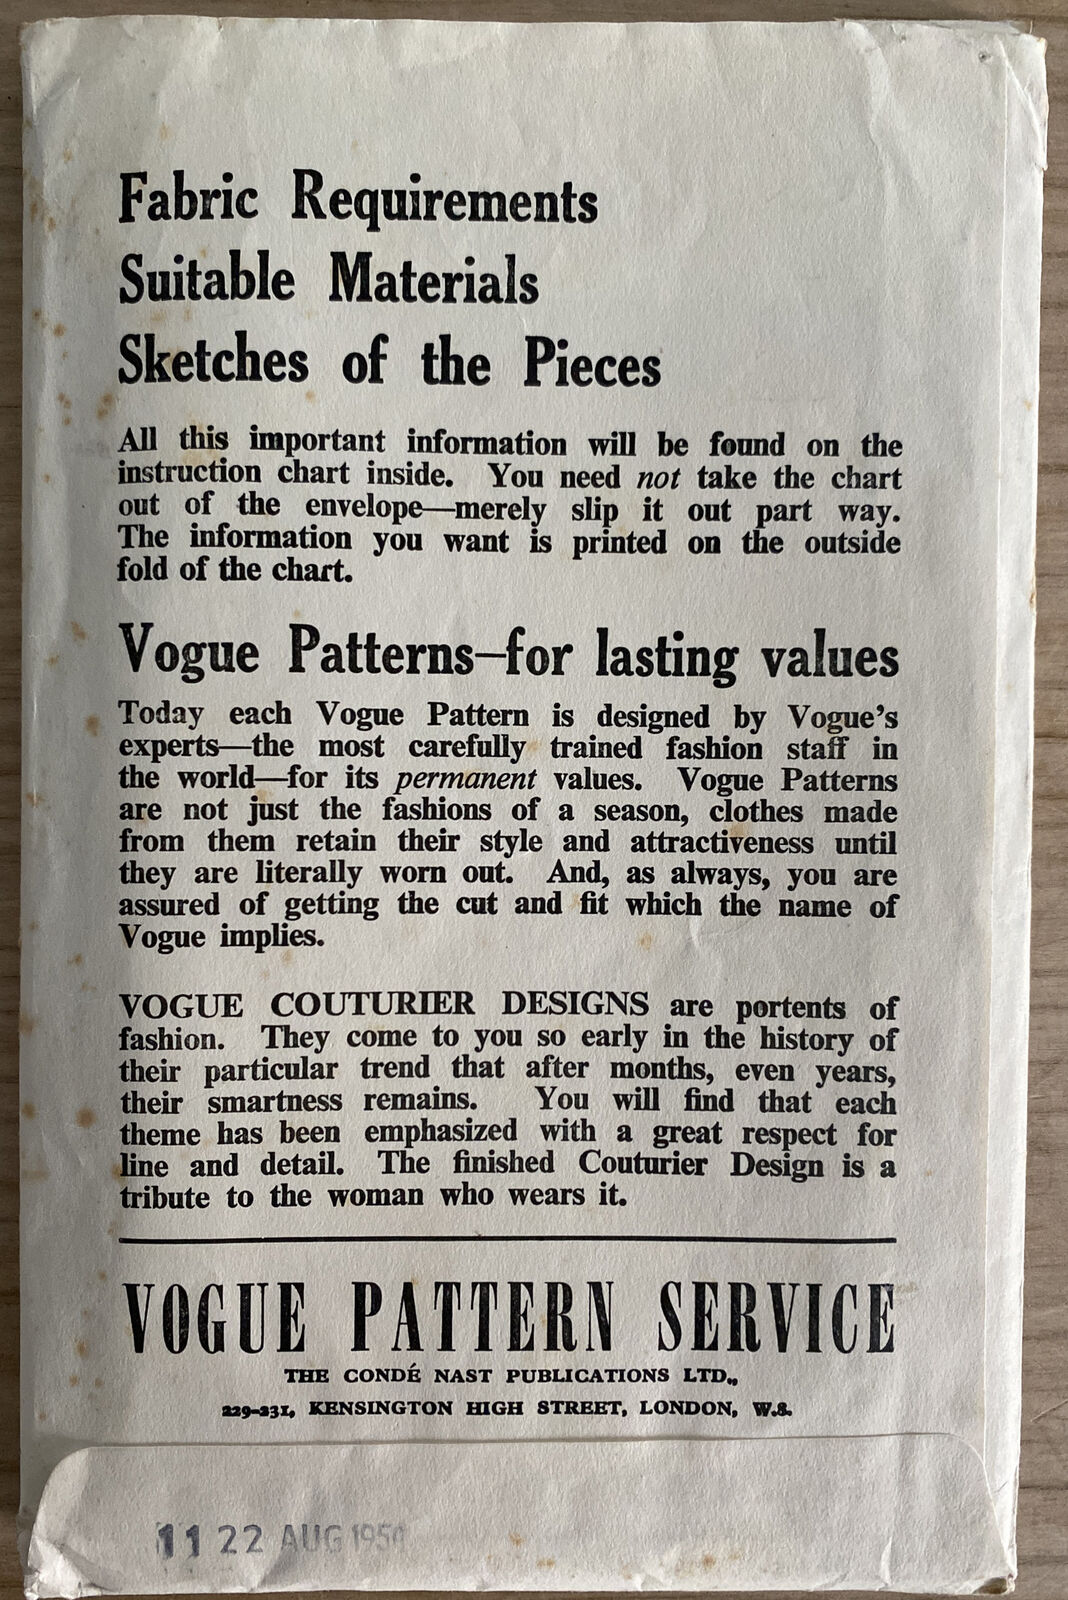 Fabric Requirements
Suitable Materials
Sketches of the Pieces
All this important information will be found on the
instruction chart inside. You need not take the chart
out of the envelope—merely slip it out part way.
The information you want is printed on the outside
fold of the chart.
Vogue Patterns—for lasting values
Today each Vogue Pattern is designed by Vogue's
experts—the most carefully trained fashion staff in
the world—for its permanent values. Vogue Patterns
are not just the fashions of a season, clothes made
from them retain their style and attractiveness until
they are literally worn out. And, as always, you are
assured of getting the cut and fit which the name of
Vogue implies.
VOGUE COUTURIER DESIGNS are portents of
fashion. They come to you so early in the history of
their particular trend that after months, even years,
their smartness remains. You will find that each
theme has been emphasized with a great respect for
line and detail. The finished Couturier Design is a
tribute to the woman who wears it.
VOGUE PATTERN SERVICE
THE CONDÉ NAST PUBLICATIONS LTD.,
229-231, KENSINGTON HIGH STREET, LONDON, W.8.
11 22 AUG